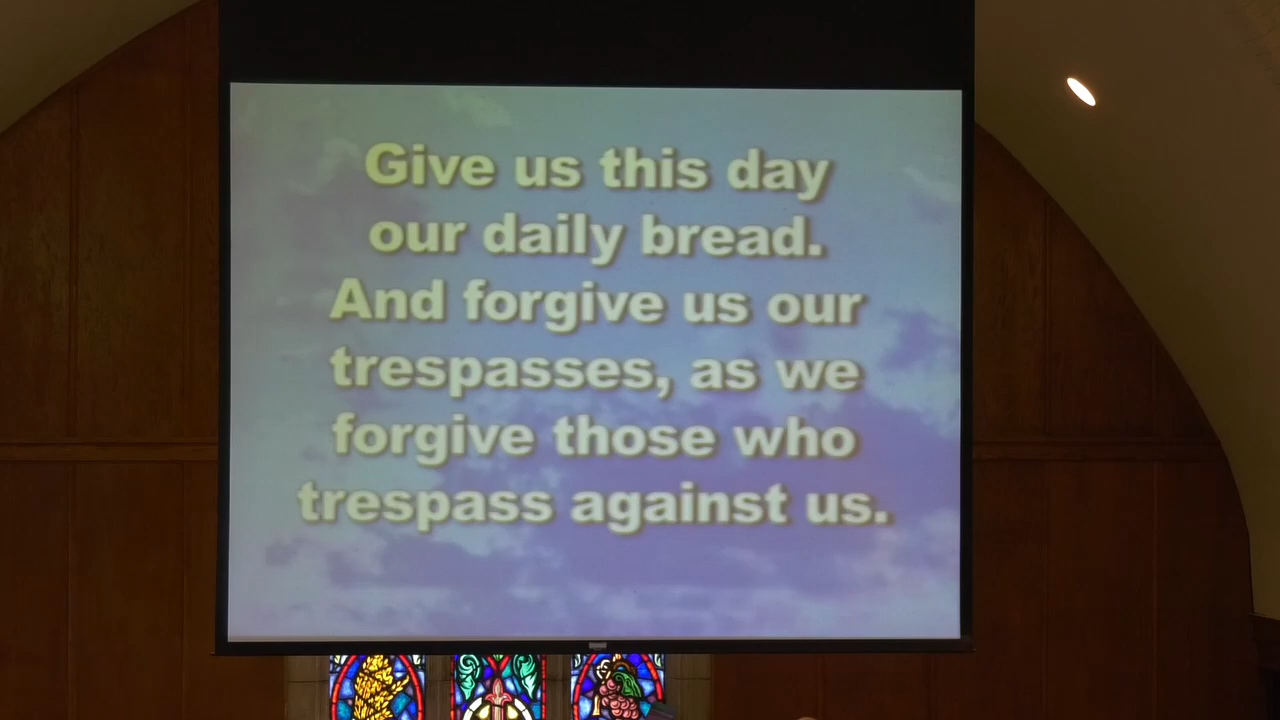 Give us this day
our daily bread.
And forgive us our
trespasses, as we
forgive those who
trespass against us.